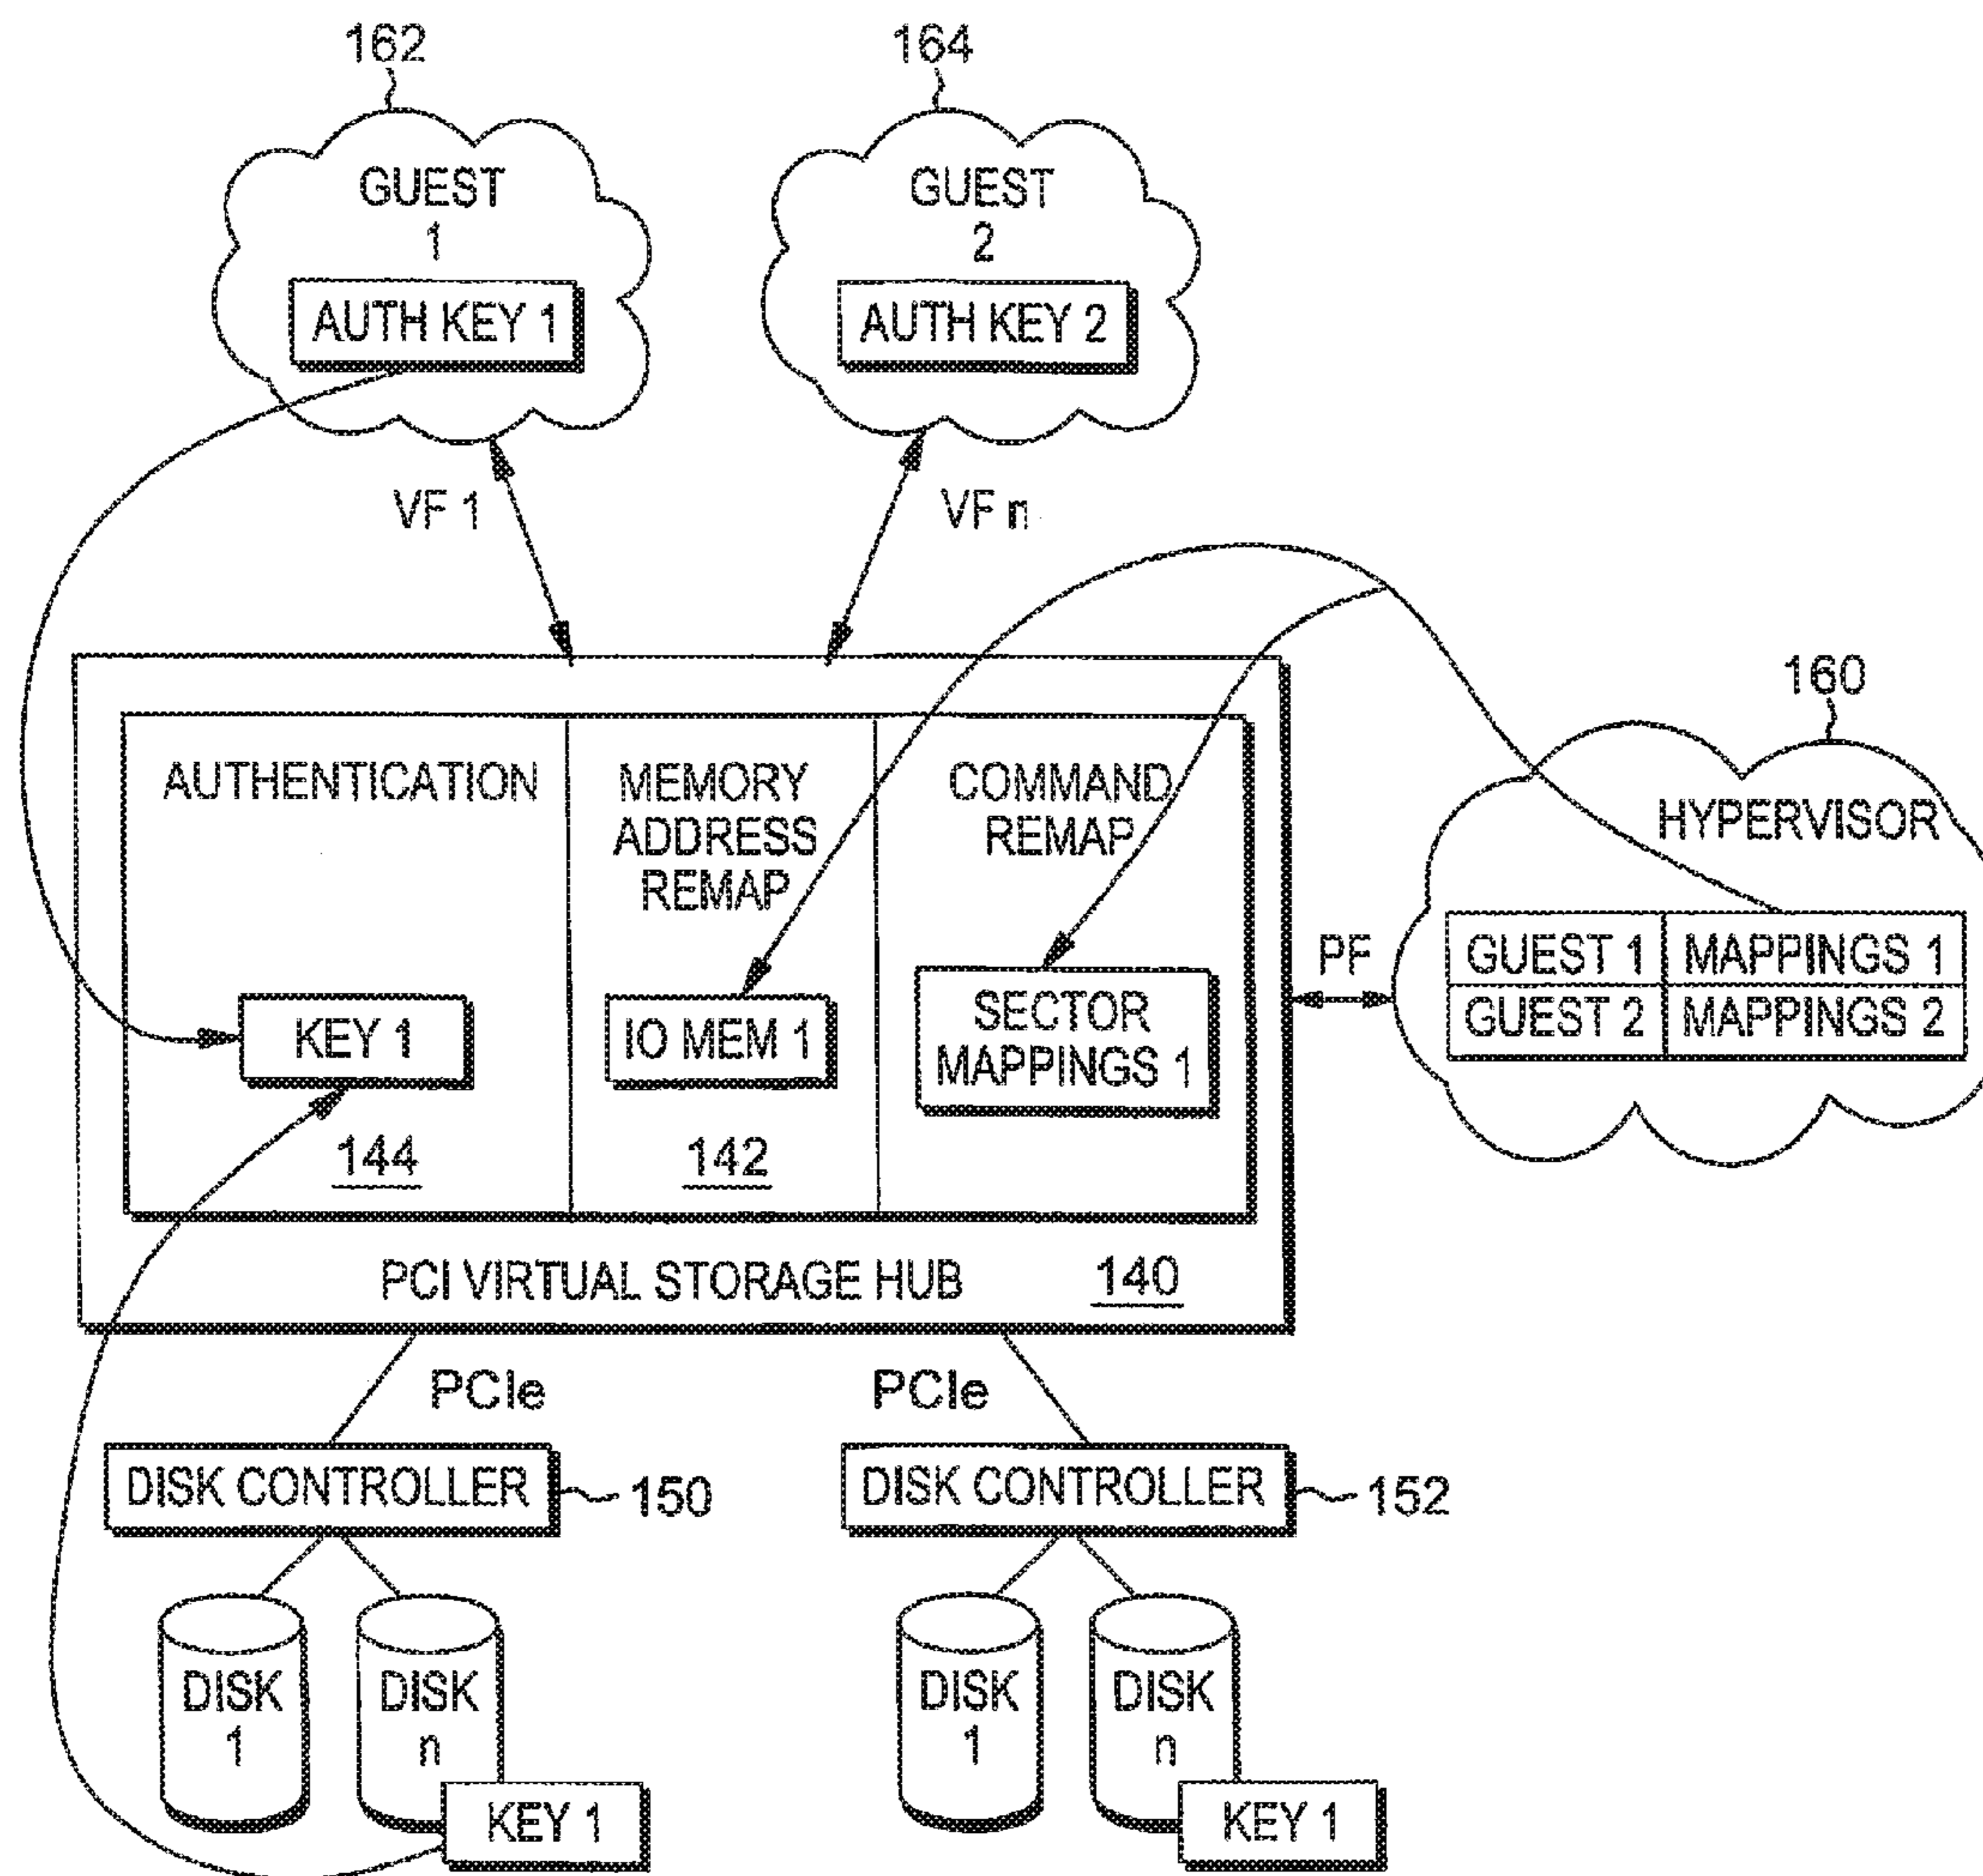 162
164
GUEST
1
AUTH KEY 1
GUEST
2
AUTH KEY 2
VF 1
VF n
160
AUTHENTICATION
MEMORY
ADDRESS
REMAP
COMMAND
REMAP
HYPERVISOR
PF
GUEST 1 MAPPINGS 1
GUEST 2 MAPPINGS 2
KEY 1
IO MEM 1
SECTOR
MAPPINGS 1
144
142
PCI VIRTUAL STORAGE HUB 140
PCIe
PCIe
DISK CONTROLLER
150
DISK CONTROLLER
152
DISK
1
DISK
n
KEY 1
DISK
1
DISK
n
KEY 1